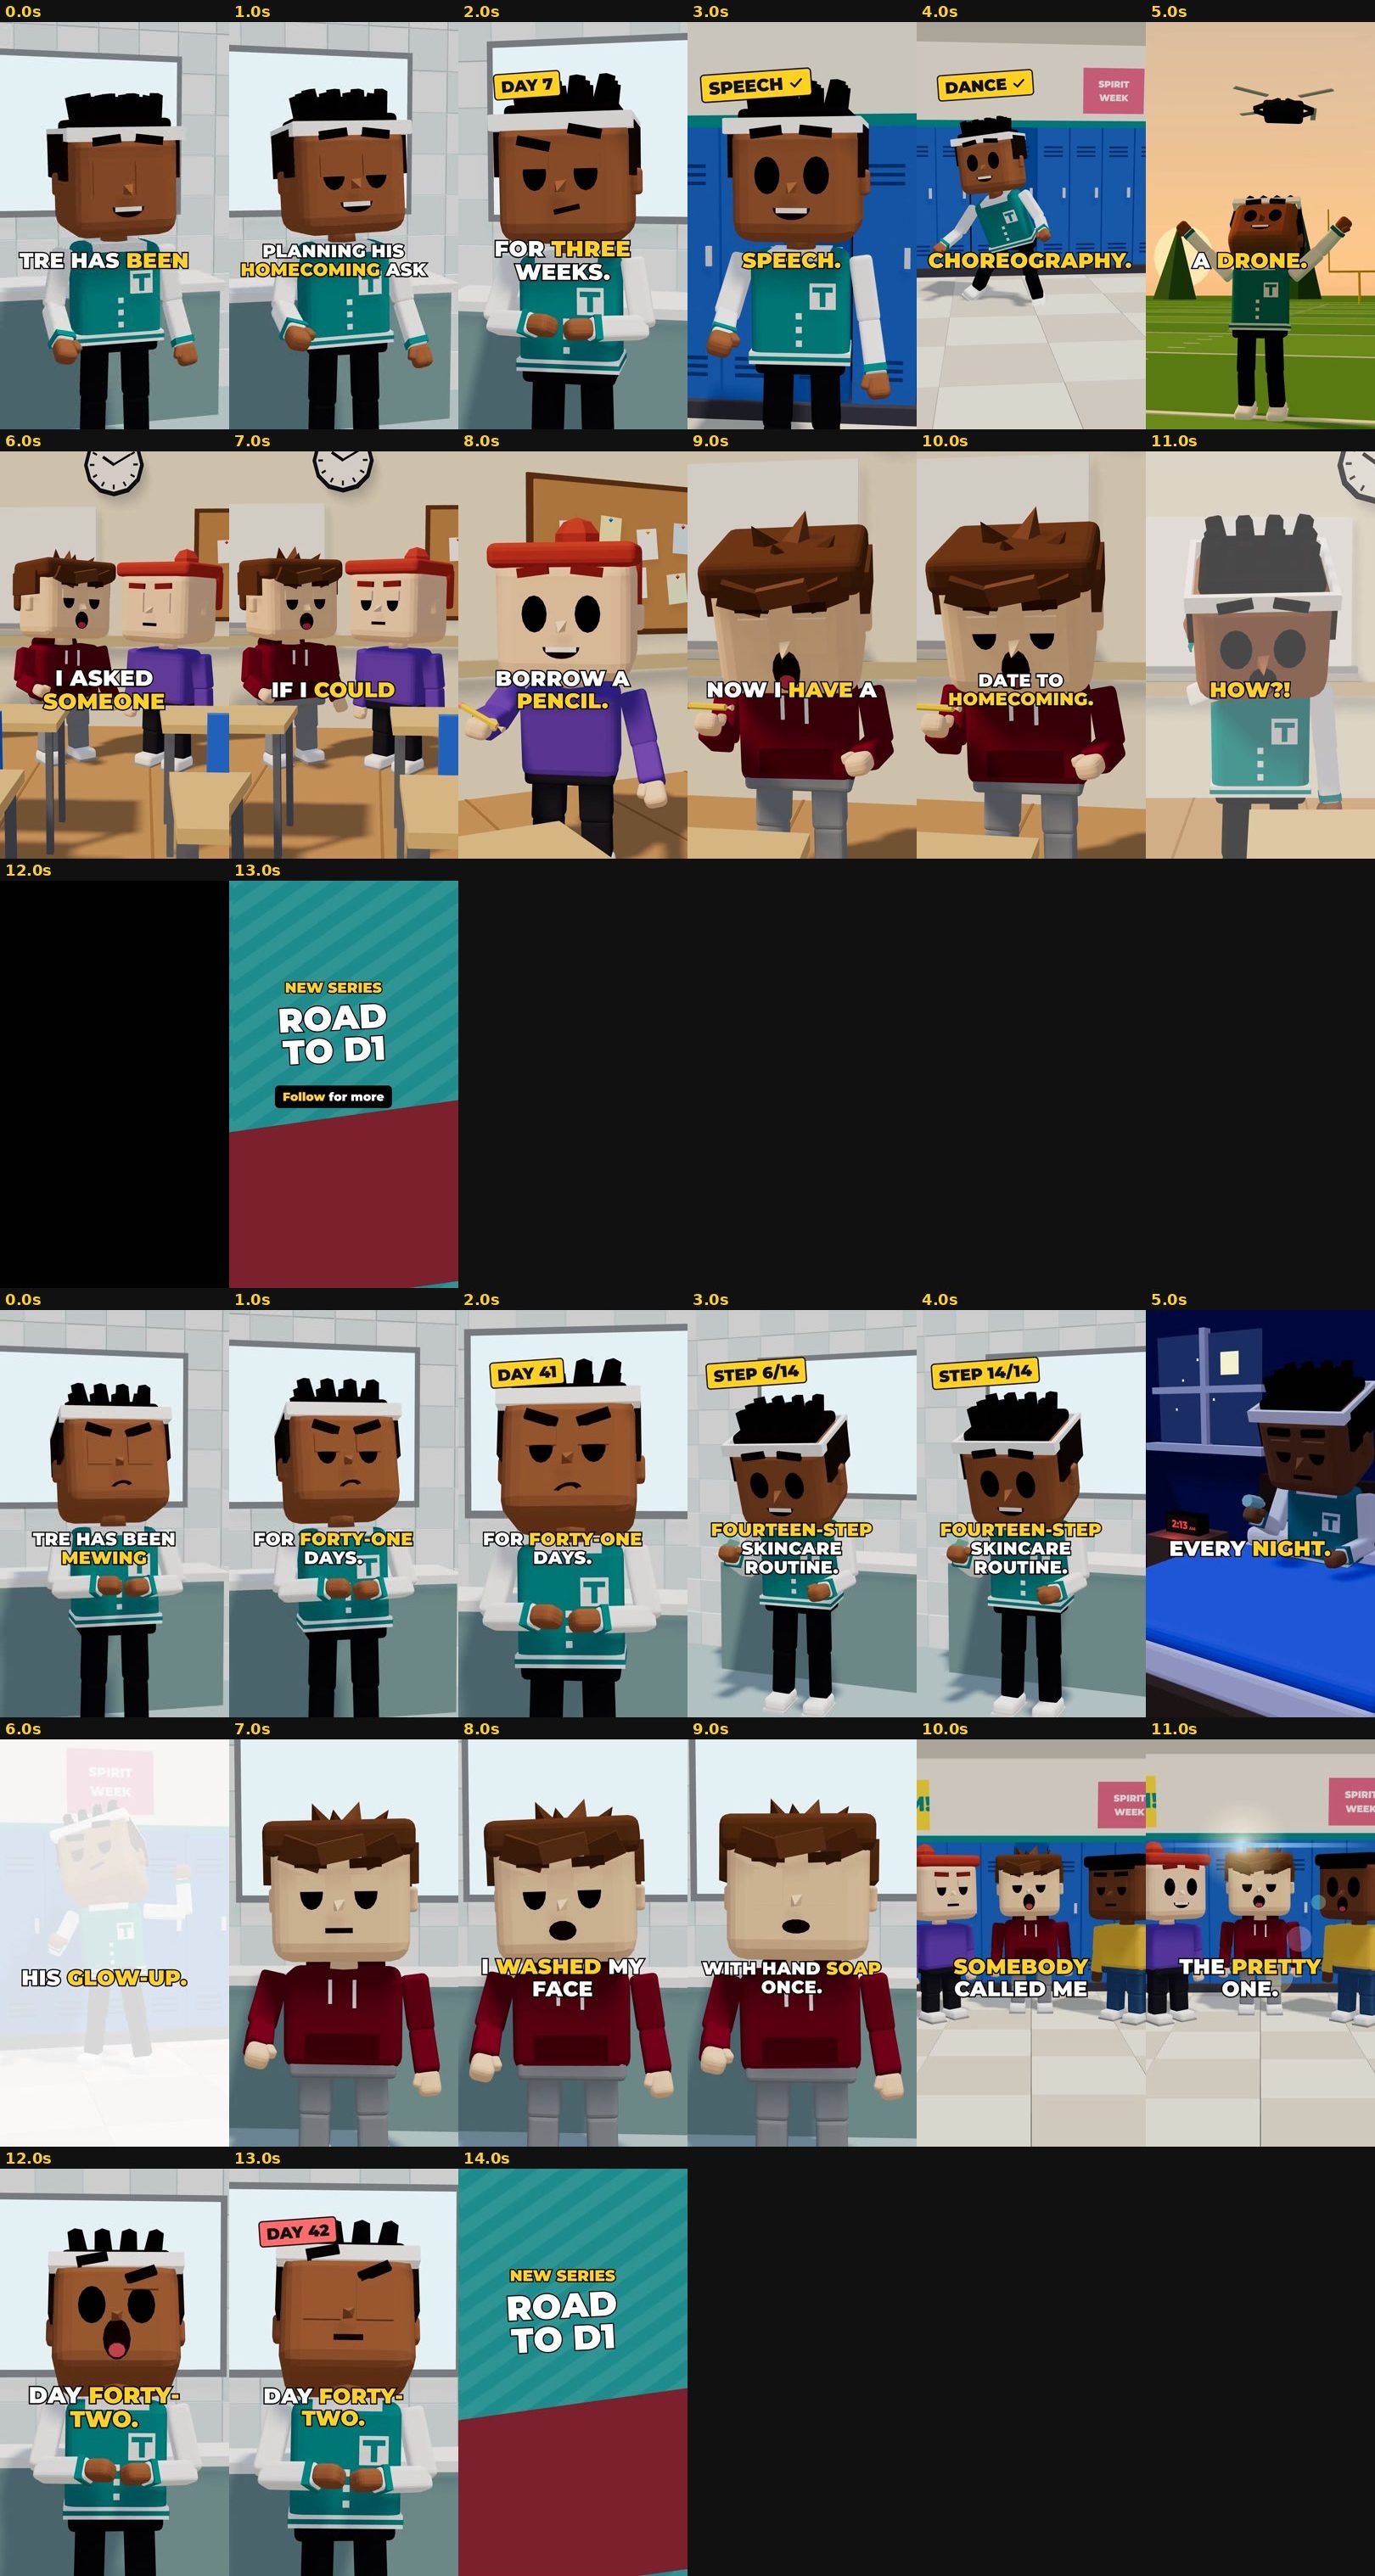 0.0s
1.0s
2.0s
3.0s
4.0s
5.0s
TRE HAS BEEN
PLANNING HIS
HOMECOMING ASK
T
DAY 7
FOR THREE
WEEKS.
T
SPEECH ✓
SPEECH.
T
DANCE ✓
SPIRIT
WEEK
T
CHOREOGRAPHY.
A DRONE.
T
6.0s
7.0s
8.0s
9.0s
10.0s
11.0s
I ASKED
SOMEONE
IF I COULD
BORROW A
PENCIL.
NOW I HAVE A
DATE TO
HOMECOMING.
HOW?!
T
12.0s
13.0s
NEW SERIES
ROAD
TO D1
Follow for more
0.0s
1.0s
2.0s
3.0s
4.0s
5.0s
TRE HAS BEEN
MEWING
T
FOR FORTY-ONE
DAYS.
T
DAY 41
FOR FORTY-ONE
DAYS.
T
STEP 6/14
FOURTEEN-STEP
SKINCARE
ROUTINE.
STEP 14/14
FOURTEEN-STEP
SKINCARE
ROUTINE.
2:13
EVERY NIGHT.
T
6.0s
7.0s
8.0s
9.0s
10.0s
11.0s
SPIRIT
WEEK
T
HIS GLOW-UP.
I WASHED MY
FACE
WITH HAND SOAP
ONCE.
M!
SPIRIT
WEEK
SOMEBODY
CALLED ME
!
SPIRIT
WEEK
THE PRETTY
ONE.
12.0s
13.0s
14.0s
DAY FORTY-
TWO.
T
DAY 42
DAY FORTY-
TWO.
T
NEW SERIES
ROAD
TO D1